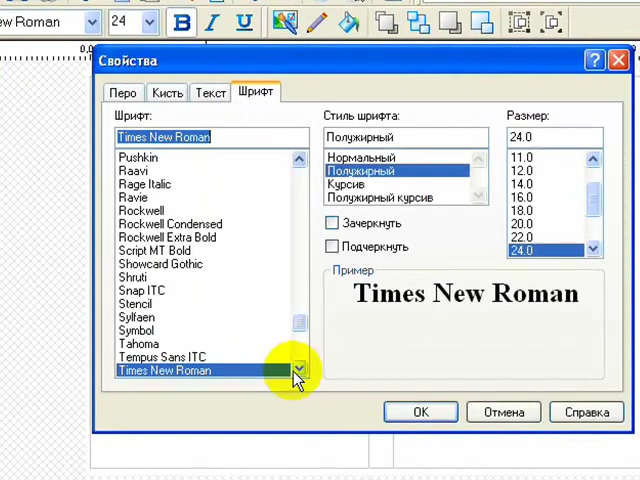 w Roman 24 B I U
0,0
Свойства
Перо Кисть Текст Шрифт
Шрифт: Стиль шрифта: Размер:
Times New Roman Полужирный 24.0
Pushkin Нормальный 11.0
Raavi Полужирный 12.0
Rage Italic Курсив 14.0
Ravie Полужирный курсив 16.0
Rockwell 18.0
Rockwell Condensed Зачеркнуть 20.0
Rockwell Extra Bold 22.0
Script MT Bold Подчеркнуть 24.0
Showcard Gothic
Shruti Пример
Snap ITC Times New Roman
Stencil
Sylfaen
Symbol
Tahoma
Tempus Sans ITC
Times New Roman
OK Отмена Справка